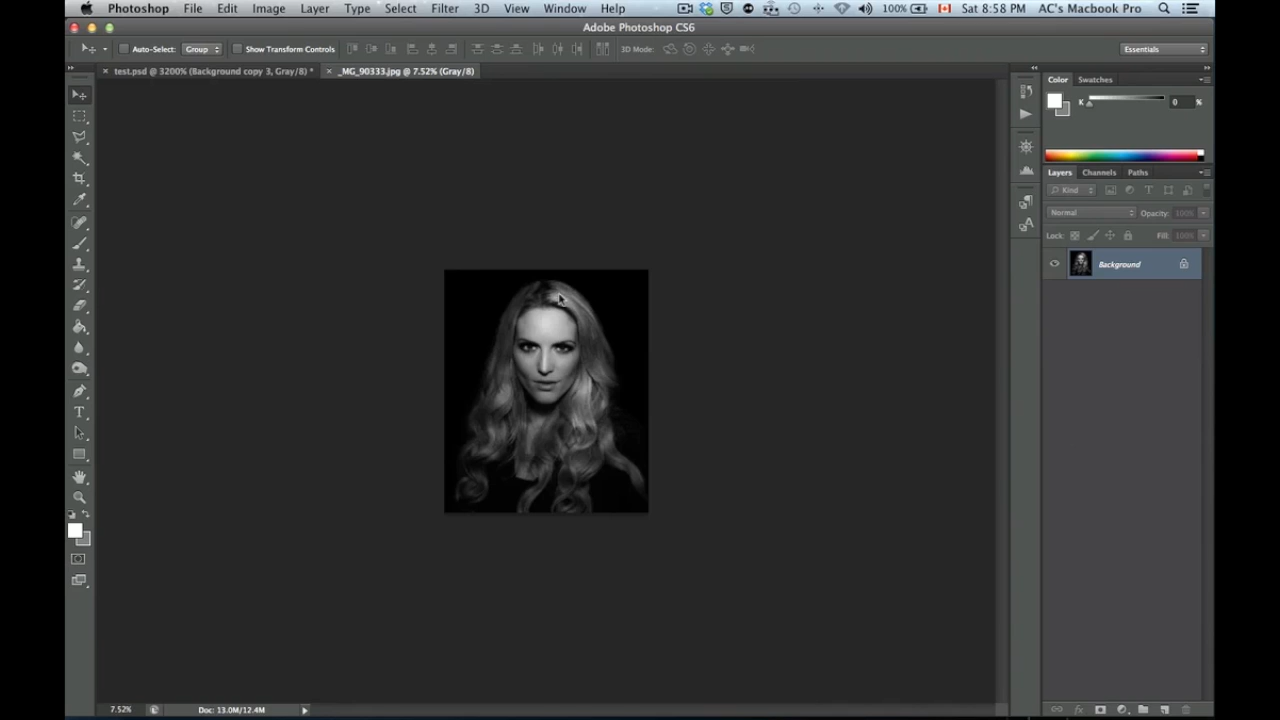 Photoshop File Edit Image Layer Type Select Filter 3D View Window Help 100% Sat 8:58 PM AC's Macbook Pro
Adobe Photoshop CS6
Auto-Select: Group Show Transform Controls 3D Mode: Essentials
× test.psd @ 3200% (Background copy 3, Gray/8) * × _MG_90333.jpg @ 7.52% (Gray/8)
Color Swatches
K 0 %
Layers Channels Paths
Kind T
Normal Opacity: 100%
Lock: Fill: 100%
Background
7.52% Doc: 13.0M/12.4M